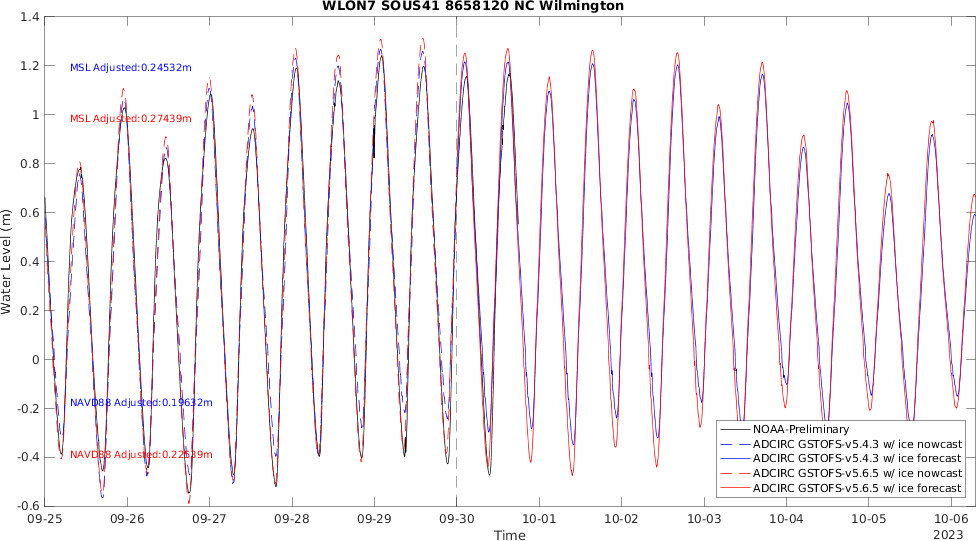 WLON7 SOUS41 8658120 NC Wilmington
1.4
1.2
1
0.8
0.6
0.4
0.2
0
-0.2
-0.4
-0.6
Water Level (m)
MSL Adjusted:0.24532m
MSL Adjusted:0.27439m
NAVD88 Adjusted:0.19632m
NAVD88 Adjusted:0.22539m
NOAA-Preliminary
ADCIRC GSTOFS-v5.4.3 w/ ice nowcast
ADCIRC GSTOFS-v5.4.3 w/ ice forecast
ADCIRC GSTOFS-v5.6.5 w/ ice nowcast
ADCIRC GSTOFS-v5.6.5 w/ ice forecast
09-25 09-26 09-27 09-28 09-29 09-30 10-01 10-02 10-03 10-04 10-05 10-06
2023
Time